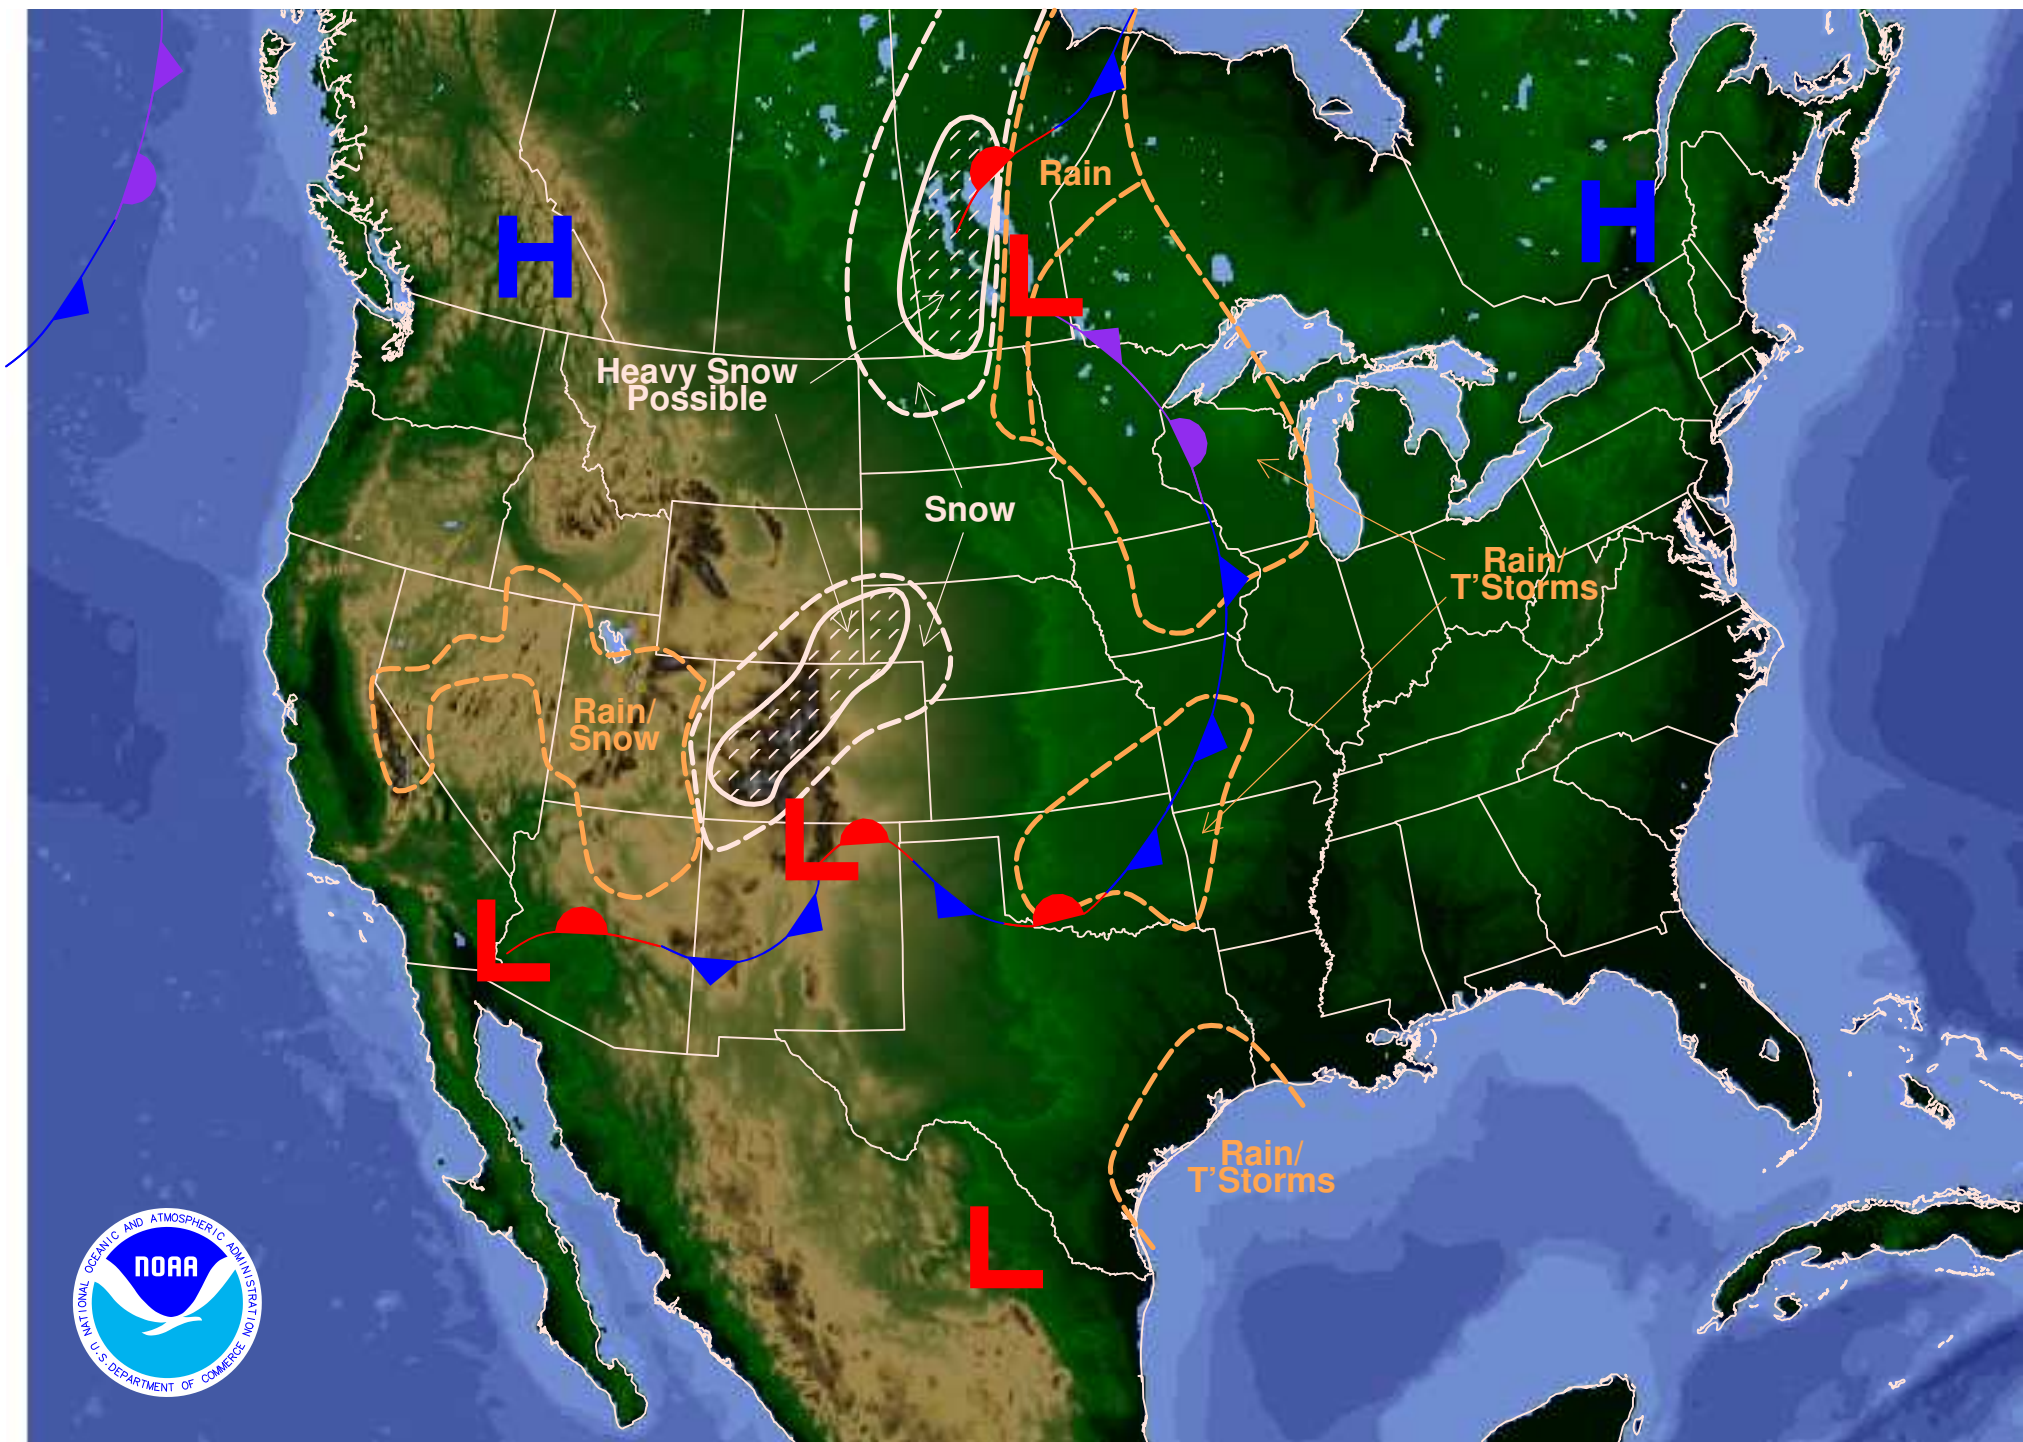 H
H
Rain
L
Heavy Snow
Possible
Snow
Rain/
T'Storms
Rain/
Snow
L
L
Rain/
T'Storms
L
NOAA
NATIONAL OCEANIC AND ATMOSPHERIC ADMINISTRATION
U.S. DEPARTMENT OF COMMERCE